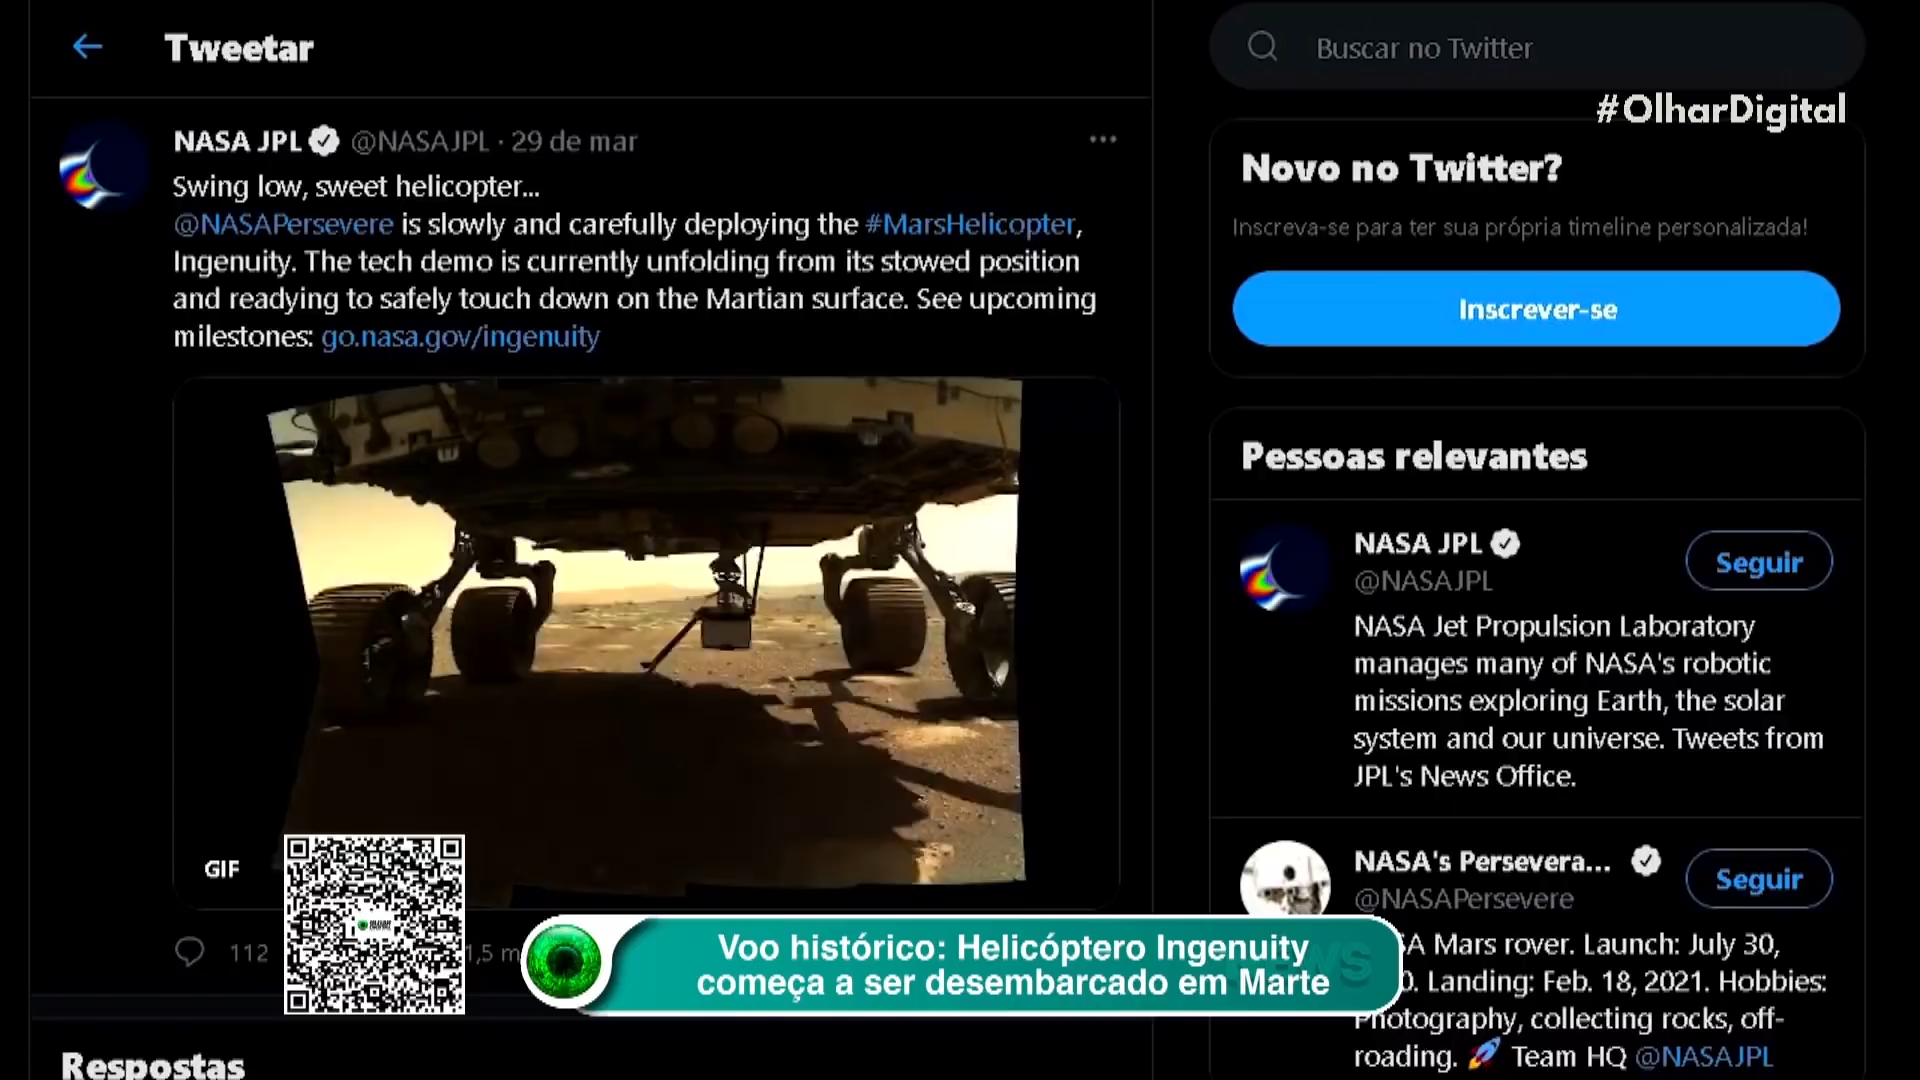 Tweetar
Buscar no Twitter
#OlharDigital
NASA JPL @NASAJPL · 29 de mar
Swing low, sweet helicopter...
@NASAPersevere is slowly and carefully deploying the #MarsHelicopter,
Ingenuity. The tech demo is currently unfolding from its stowed position
and readying to safely touch down on the Martian surface. See upcoming
milestones: go.nasa.gov/ingenuity
GIF
112
1,5 m
Respostas
Novo no Twitter?
Inscreva-se para ter sua própria timeline personalizada!
Inscrever-se
Pessoas relevantes
NASA JPL
@NASAJPL
Seguir
NASA Jet Propulsion Laboratory
manages many of NASA's robotic
missions exploring Earth, the solar
system and our universe. Tweets from
JPL's News Office.
NASA's Persevera...
@NASAPersevere
Seguir
SA Mars rover. Launch: July 30,
0. Landing: Feb. 18, 2021. Hobbies:
Photography, collecting rocks, off-
roading. 🚀 Team HQ @NASAJPL
Voo histórico: Helicóptero Ingenuity
começa a ser desembarcado em Marte